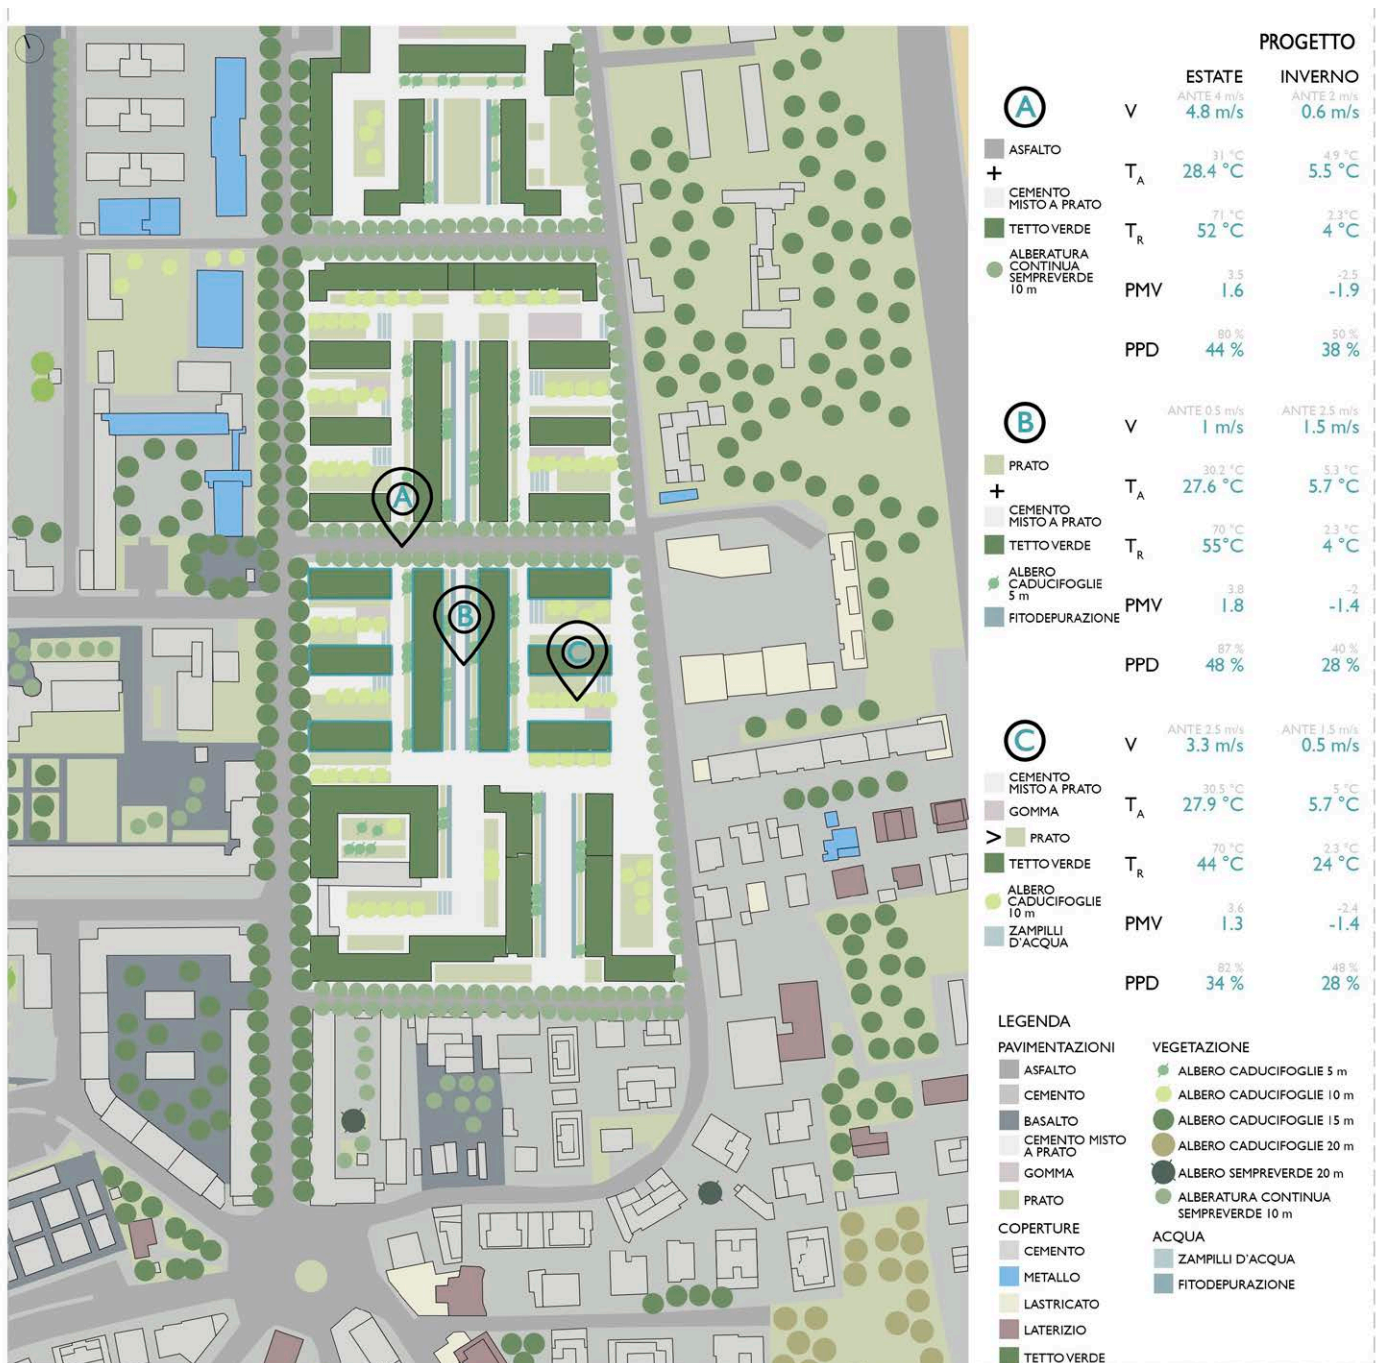 PROGETTO
ESTATE INVERNO
A
ANTE 4 m/s ANTE 2 m/s
V 4.8 m/s 0.6 m/s
31 °C 4.9 °C
TA 28.4 °C 5.5 °C
71 °C 2.3°C
TR 52 °C 4 °C
3.5 -2.5
PMV 1.6 -1.9
80 % 50 %
PPD 44 % 38 %
ASFALTO
+
CEMENTO
MISTO A PRATO
TETTO VERDE
ALBERATURA
CONTINUA
SEMPREVERDE
10 m
B
ANTE 0.5 m/s ANTE 2.5 m/s
V 1 m/s 1.5 m/s
30.2 °C 5.3 °C
TA 27.6 °C 5.7 °C
70 °C 2.3 °C
TR 55°C 4 °C
3.8 -2
PMV 1.8 -1.4
87 % 40 %
PPD 48 % 28 %
PRATO
+
CEMENTO
MISTO A PRATO
TETTO VERDE
ALBERO
CADUCIFOGLIE
5 m
FITODEPURAZIONE
C
ANTE 2.5 m/s ANTE 1.5 m/s
V 3.3 m/s 0.5 m/s
30.5 °C 5 °C
TA 27.9 °C 5.7 °C
70 °C 2.3 °C
TR 44 °C 24 °C
3.6 -2.4
PMV 1.3 -1.4
82 % 48 %
PPD 34 % 28 %
CEMENTO
MISTO A PRATO
GOMMA
> PRATO
TETTO VERDE
ALBERO
CADUCIFOGLIE
10 m
ZAMPILLI
D'ACQUA
A
B
C
LEGENDA
PAVIMENTAZIONI
ASFALTO
CEMENTO
BASALTO
CEMENTO MISTO
A PRATO
GOMMA
PRATO
COPERTURE
CEMENTO
METALLO
LASTRICATO
LATERIZIO
TETTO VERDE
VEGETAZIONE
ALBERO CADUCIFOGLIE 5 m
ALBERO CADUCIFOGLIE 10 m
ALBERO CADUCIFOGLIE 15 m
ALBERO CADUCIFOGLIE 20 m
ALBERO SEMPREVERDE 20 m
ALBERATURA CONTINUA
SEMPREVERDE 10 m
ACQUA
ZAMPILLI D'ACQUA
FITODEPURAZIONE